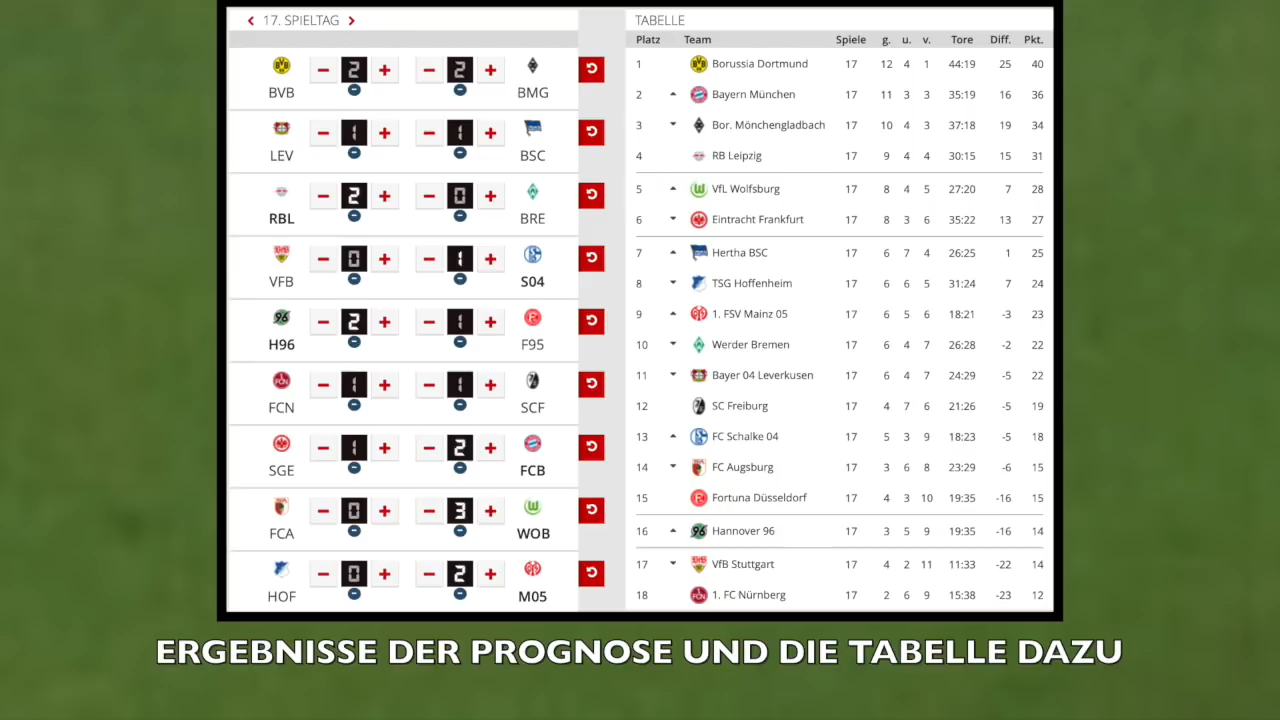 17. SPIELTAG
BVB 2 2 BMG
LEV 1 1 BSC
RBL 2 0 BRE
VFB 0 1 S04
H96 2 1 F95
FCN 1 1 SCF
SGE 1 2 FCB
FCA 0 3 WOB
HOF 0 2 M05
TABELLE
Platz Team Spiele g. u. v. Tore Diff. Pkt.
1 Borussia Dortmund 17 12 4 1 44:19 25 40
2 Bayern München 17 11 3 3 35:19 16 36
3 Bor. Mönchengladbach 17 10 4 3 37:18 19 34
4 RB Leipzig 17 9 4 4 30:15 15 31
5 VfL Wolfsburg 17 8 4 5 27:20 7 28
6 Eintracht Frankfurt 17 8 3 6 35:22 13 27
7 Hertha BSC 17 6 7 4 26:25 1 25
8 TSG Hoffenheim 17 6 6 5 31:24 7 24
9 1. FSV Mainz 05 17 6 5 6 18:21 -3 23
10 Werder Bremen 17 6 4 7 26:28 -2 22
11 Bayer 04 Leverkusen 17 6 4 7 24:29 -5 22
12 SC Freiburg 17 4 7 6 21:26 -5 19
13 FC Schalke 04 17 5 3 9 18:23 -5 18
14 FC Augsburg 17 3 6 8 23:29 -6 15
15 Fortuna Düsseldorf 17 4 3 10 19:35 -16 15
16 Hannover 96 17 3 5 9 19:35 -16 14
17 VfB Stuttgart 17 4 2 11 11:33 -22 14
18 1. FC Nürnberg 17 2 6 9 15:38 -23 12
ERGEBNISSE DER PROGNOSE UND DIE TABELLE DAZU